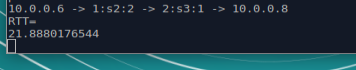 10.0.0.6 -> 1:s2:2 -> 2:s3:1 -> 10.0.0.8
RTT=
21.8880176544